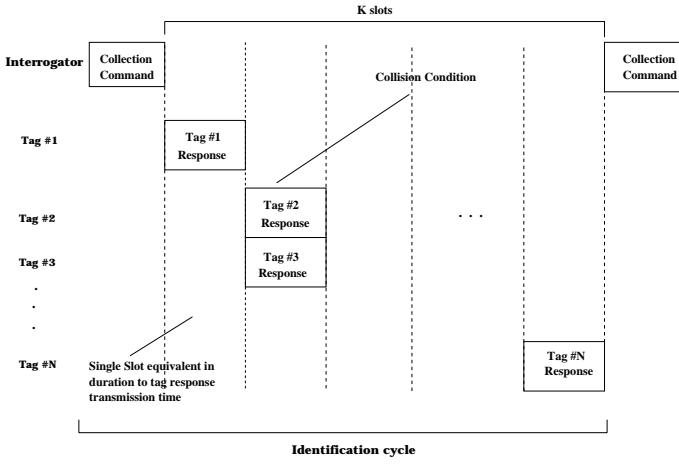 K slots
Interrogator
Collection
Command
Collection
Command
Collision Condition
Tag #1
Tag #1
Response
Tag #2
Tag #2
Response
. . .
Tag #3
Tag #3
Response
.
.
.
Tag #N
Single Slot equivalent in
duration to tag response
transmission time
Tag #N
Response
Identification cycle